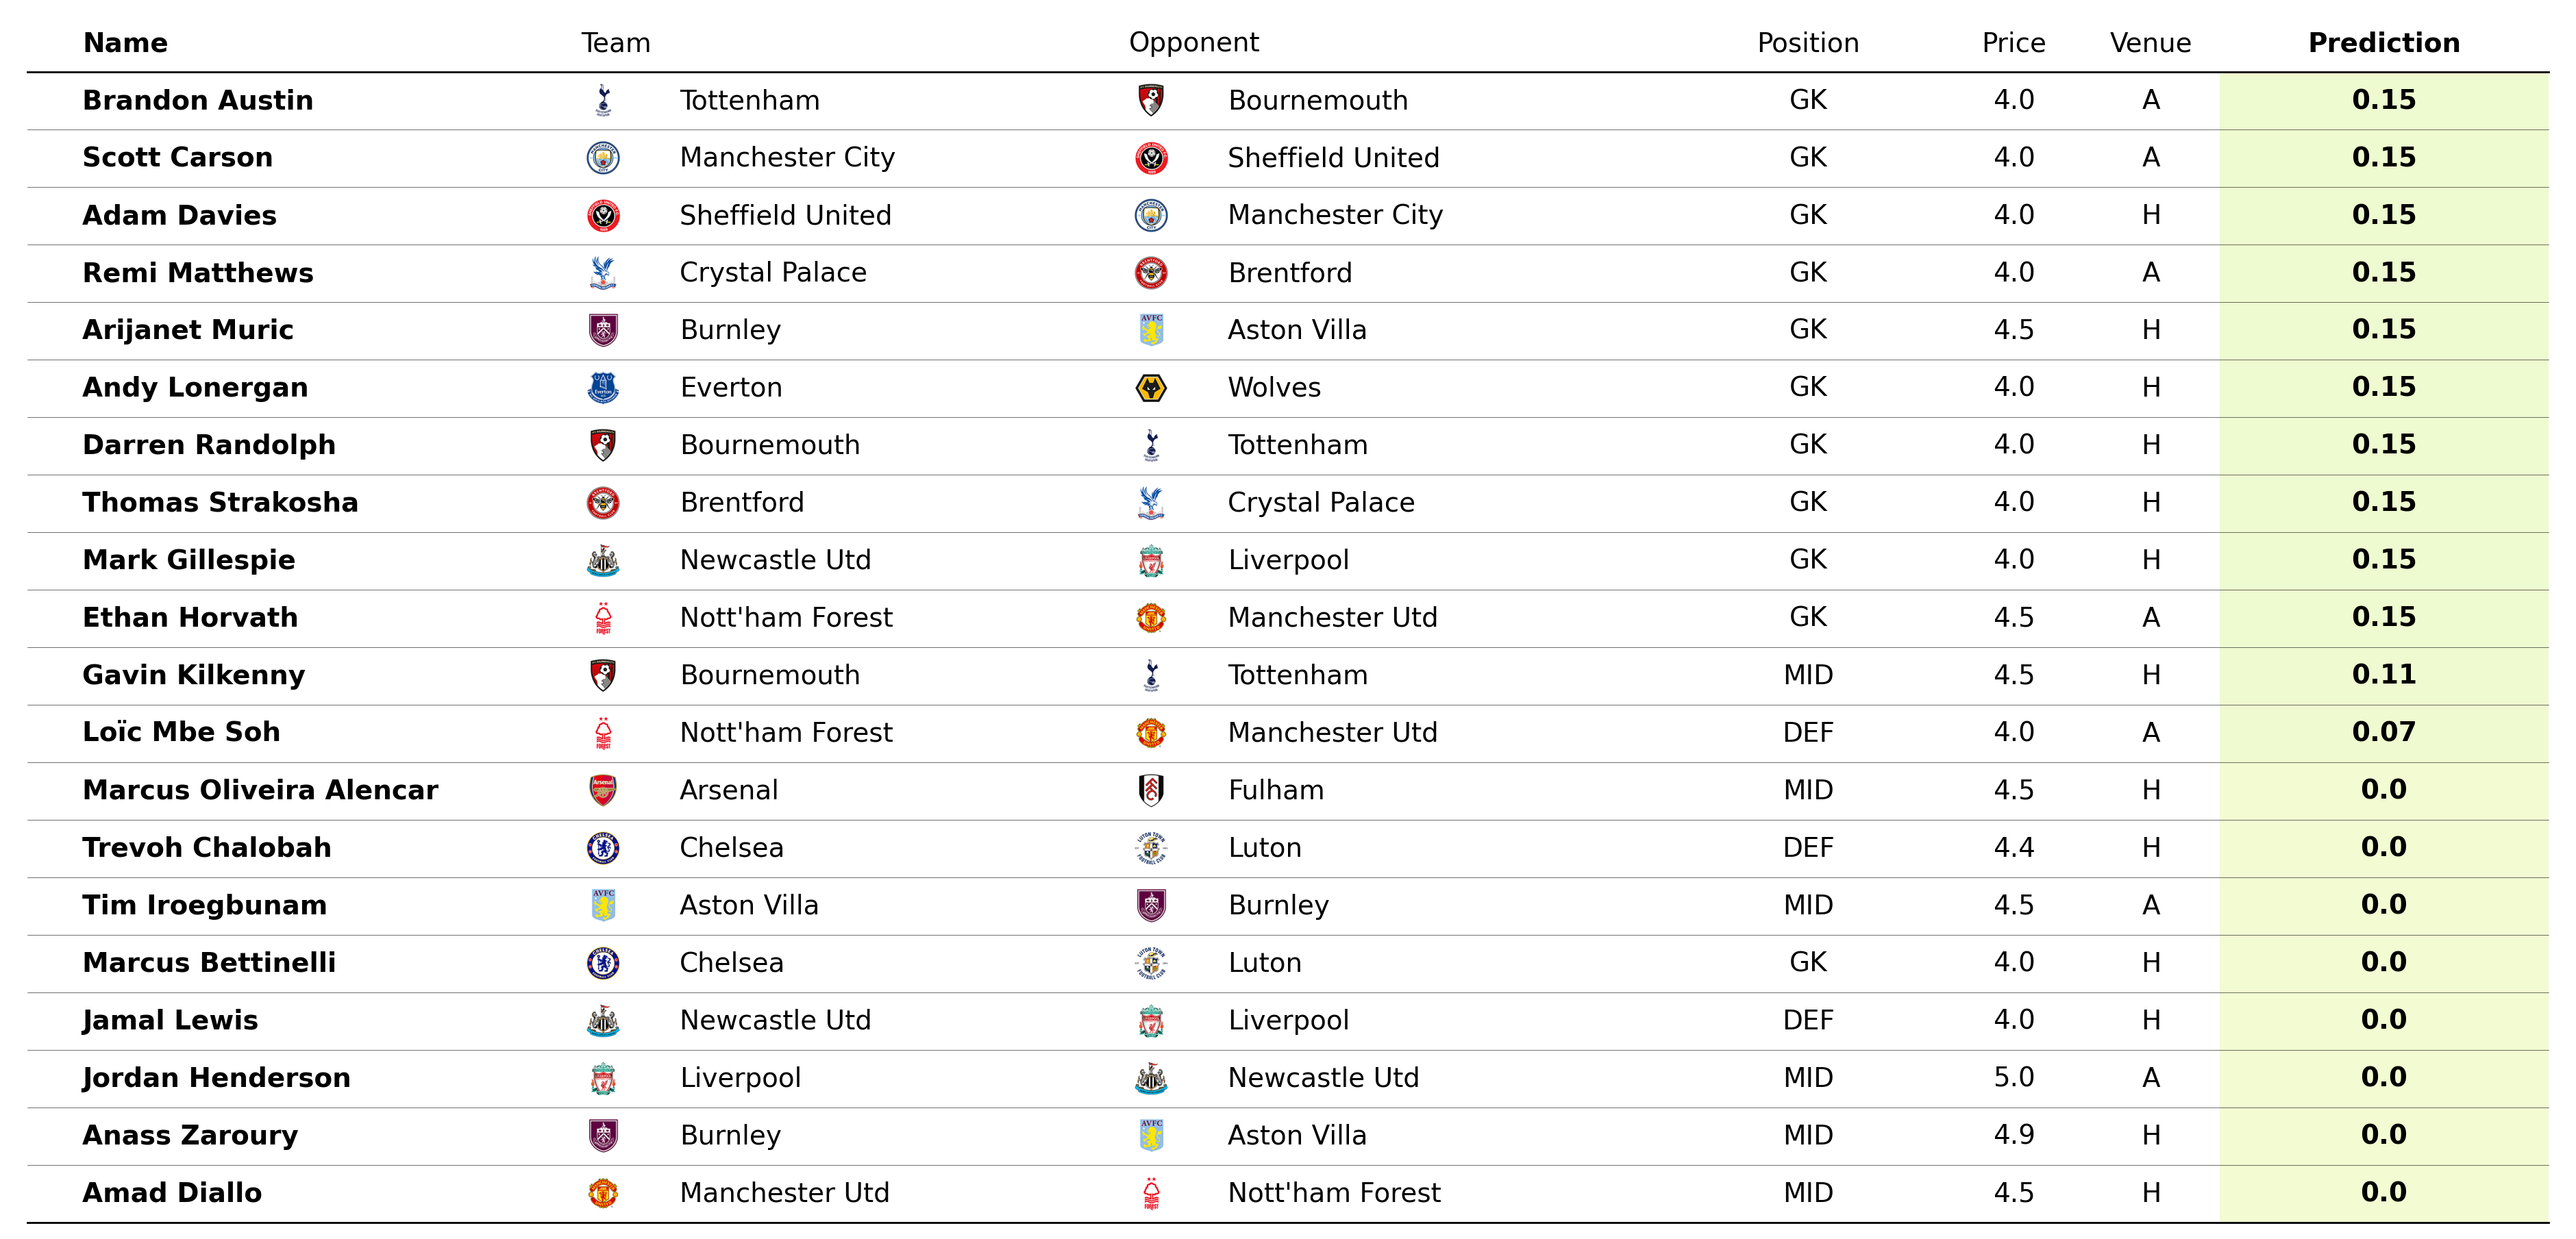 Name Team Opponent Position Price Venue Prediction
Brandon Austin Tottenham Bournemouth GK 4.0 A 0.15
Scott Carson Manchester City Sheffield United GK 4.0 A 0.15
Adam Davies Sheffield United Manchester City GK 4.0 H 0.15
Remi Matthews Crystal Palace Brentford GK 4.0 A 0.15
Arijanet Muric Burnley Aston Villa GK 4.5 H 0.15
Andy Lonergan Everton Wolves GK 4.0 H 0.15
Darren Randolph Bournemouth Tottenham GK 4.0 H 0.15
Thomas Strakosha Brentford Crystal Palace GK 4.0 H 0.15
Mark Gillespie Newcastle Utd Liverpool GK 4.0 H 0.15
Ethan Horvath Nott'ham Forest Manchester Utd GK 4.5 A 0.15
Gavin Kilkenny Bournemouth Tottenham MID 4.5 H 0.11
Loïc Mbe Soh Nott'ham Forest Manchester Utd DEF 4.0 A 0.07
Marcus Oliveira Alencar Arsenal Fulham MID 4.5 H 0.0
Trevoh Chalobah Chelsea Luton DEF 4.4 H 0.0
Tim Iroegbunam Aston Villa Burnley MID 4.5 A 0.0
Marcus Bettinelli Chelsea Luton GK 4.0 H 0.0
Jamal Lewis Newcastle Utd Liverpool DEF 4.0 H 0.0
Jordan Henderson Liverpool Newcastle Utd MID 5.0 A 0.0
Anass Zaroury Burnley Aston Villa MID 4.9 H 0.0
Amad Diallo Manchester Utd Nott'ham Forest MID 4.5 H 0.0